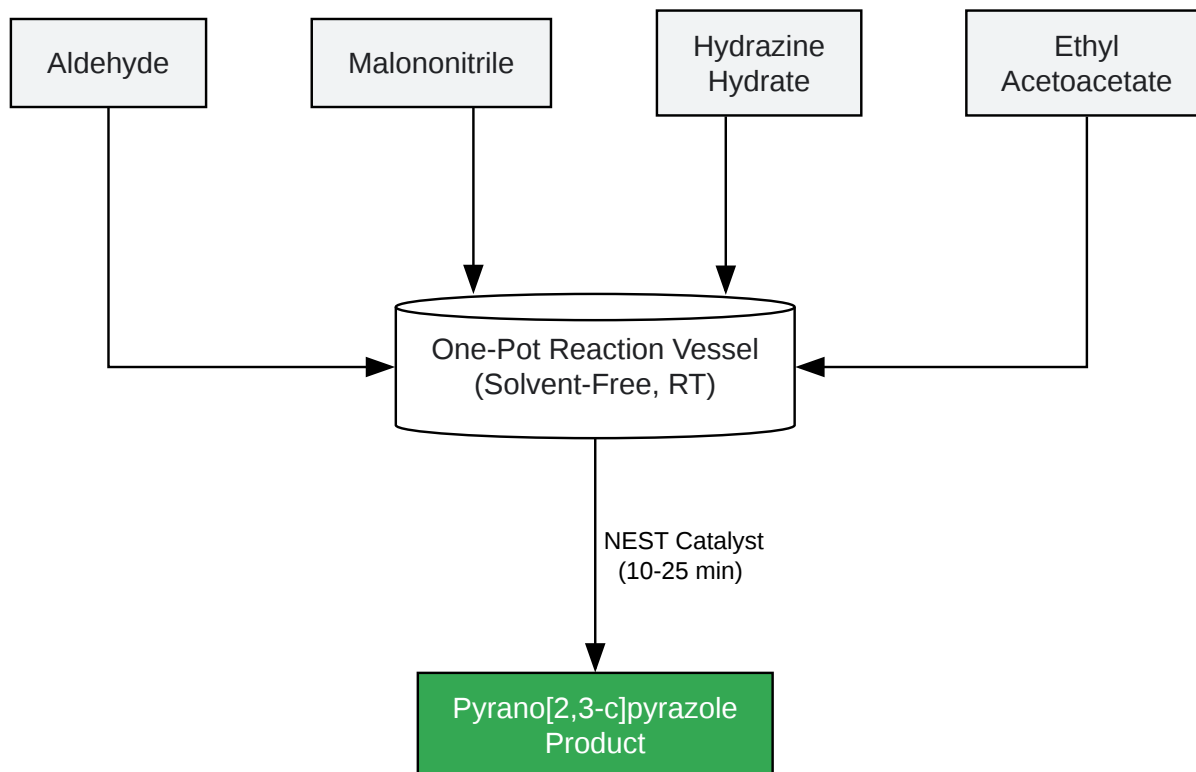 Aldehyde
Malononitrile
Hydrazine
Hydrate
Ethyl
Acetoacetate
One-Pot Reaction Vessel
(Solvent-Free, RT)
NEST Catalyst
(10-25 min)
Pyrano[2,3-c]pyrazole
Product